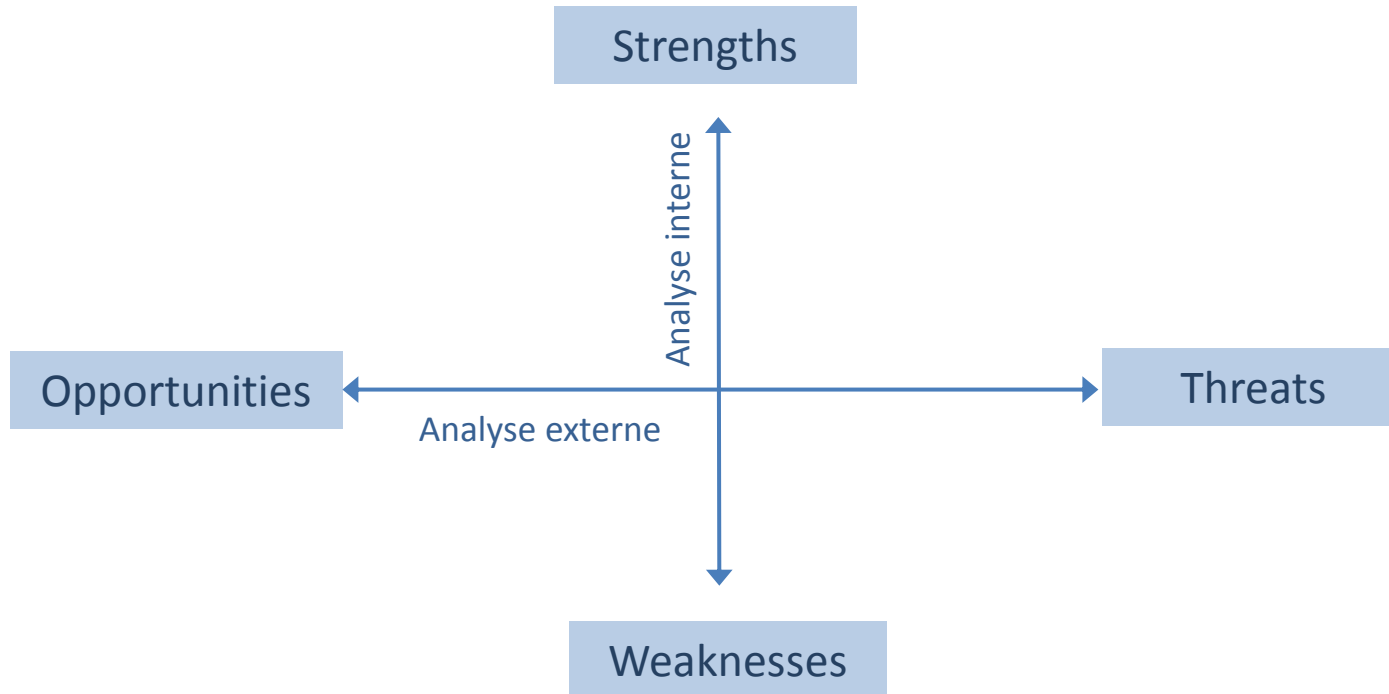 Strengths
Analyse interne
Opportunities
Threats
Analyse externe
Weaknesses